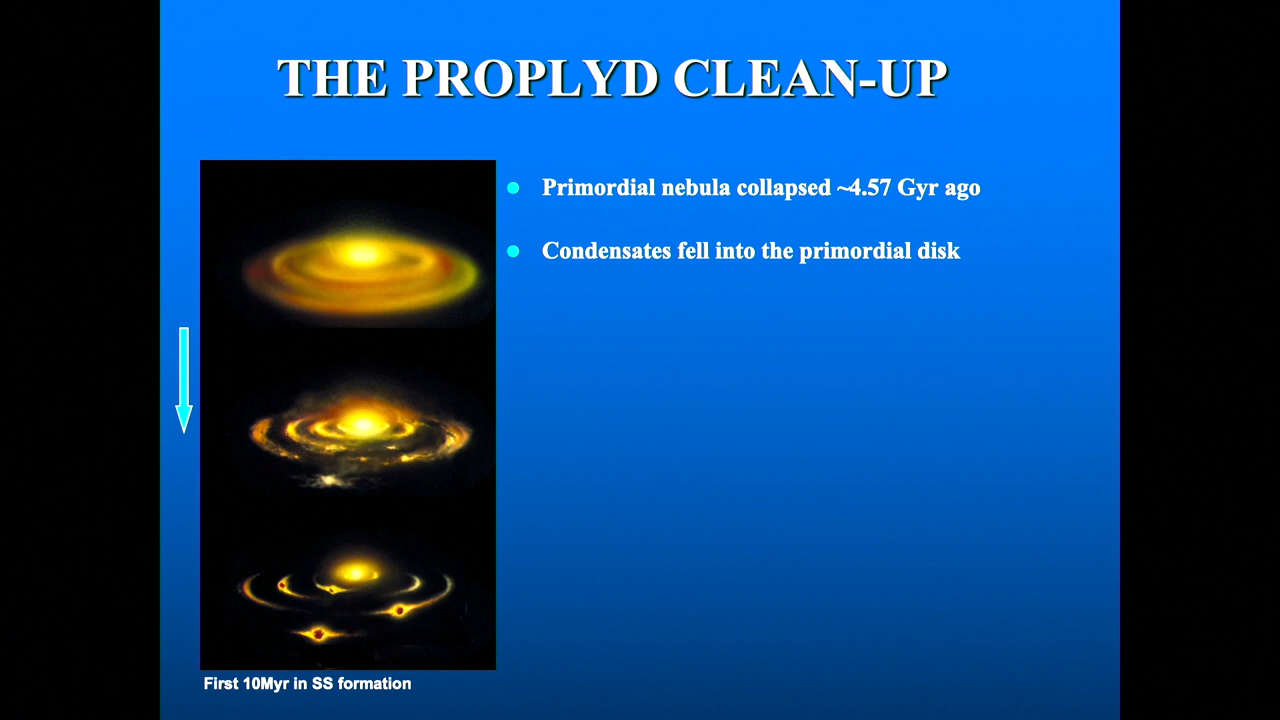 THE PROPLYD CLEAN-UP
Primordial nebula collapsed ~4.57 Gyr ago
Condensates fell into the primordial disk
First 10Myr in SS formation